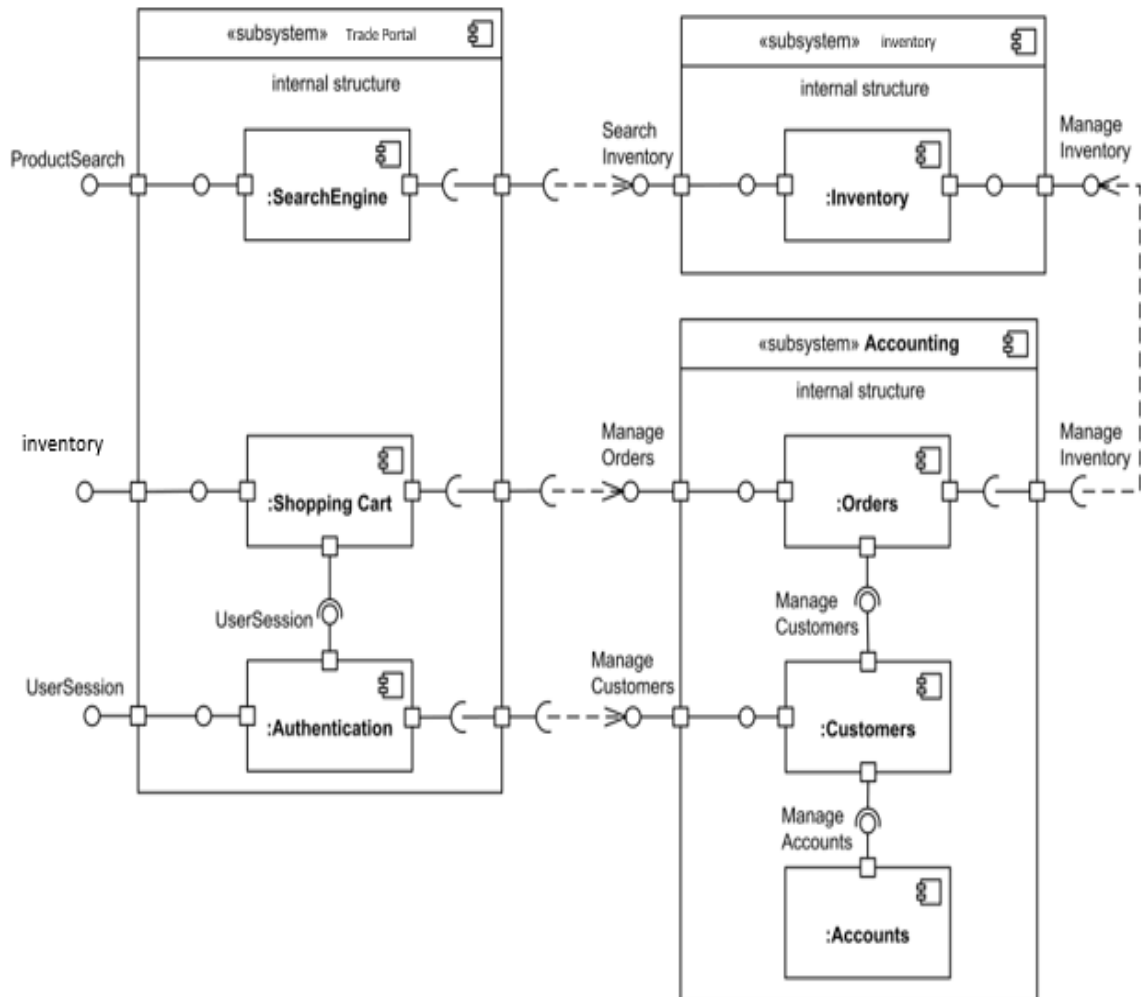 «subsystem» Trade Portal
internal structure
ProductSearch
:SearchEngine
Search
Inventory
«subsystem» inventory
internal structure
:Inventory
Manage
Inventory
inventory
:Shopping Cart
UserSession
UserSession
:Authentication
Manage
Orders
Manage
Customers
«subsystem» Accounting
internal structure
:Orders
Manage
Inventory
Manage
Customers
:Customers
Manage
Accounts
:Accounts